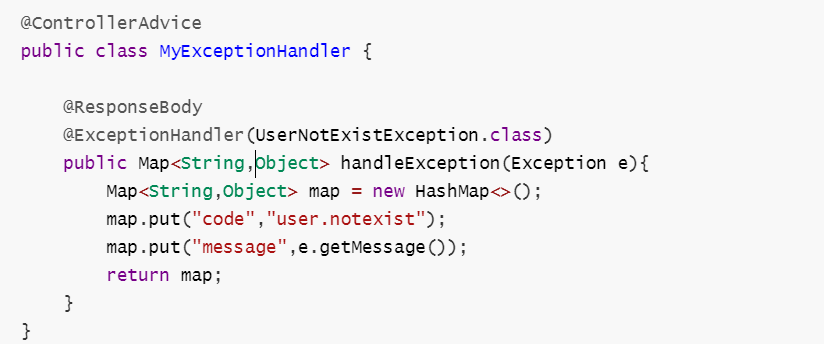 @ControllerAdvice
public class MyExceptionHandler {
@ResponseBody
@ExceptionHandler(UserNotExistException.class)
public Map<String,Object> handleException(Exception e){
Map<String,Object> map = new HashMap<>();
map.put("code","user.notexist");
map.put("message",e.getMessage());
return map;
}
}